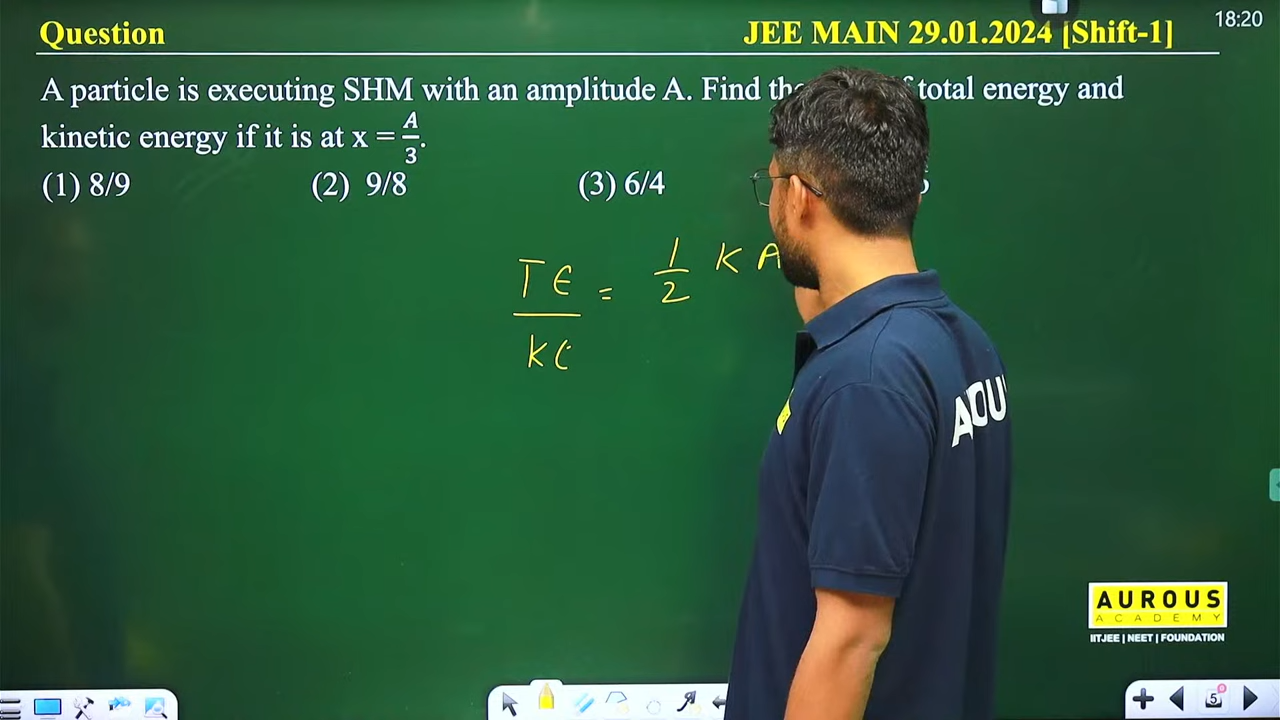 Question
JEE MAIN 29.01.2024 [Shift-1]
18:20
A particle is executing SHM with an amplitude A. Find the total energy and
kinetic energy if it is at x = A/3.
(1) 8/9 (2) 9/8 (3) 6/4
TE/KE = 1/2 K A
AUROUS
ACADEMY
IITJEE | NEET | FOUNDATION
5